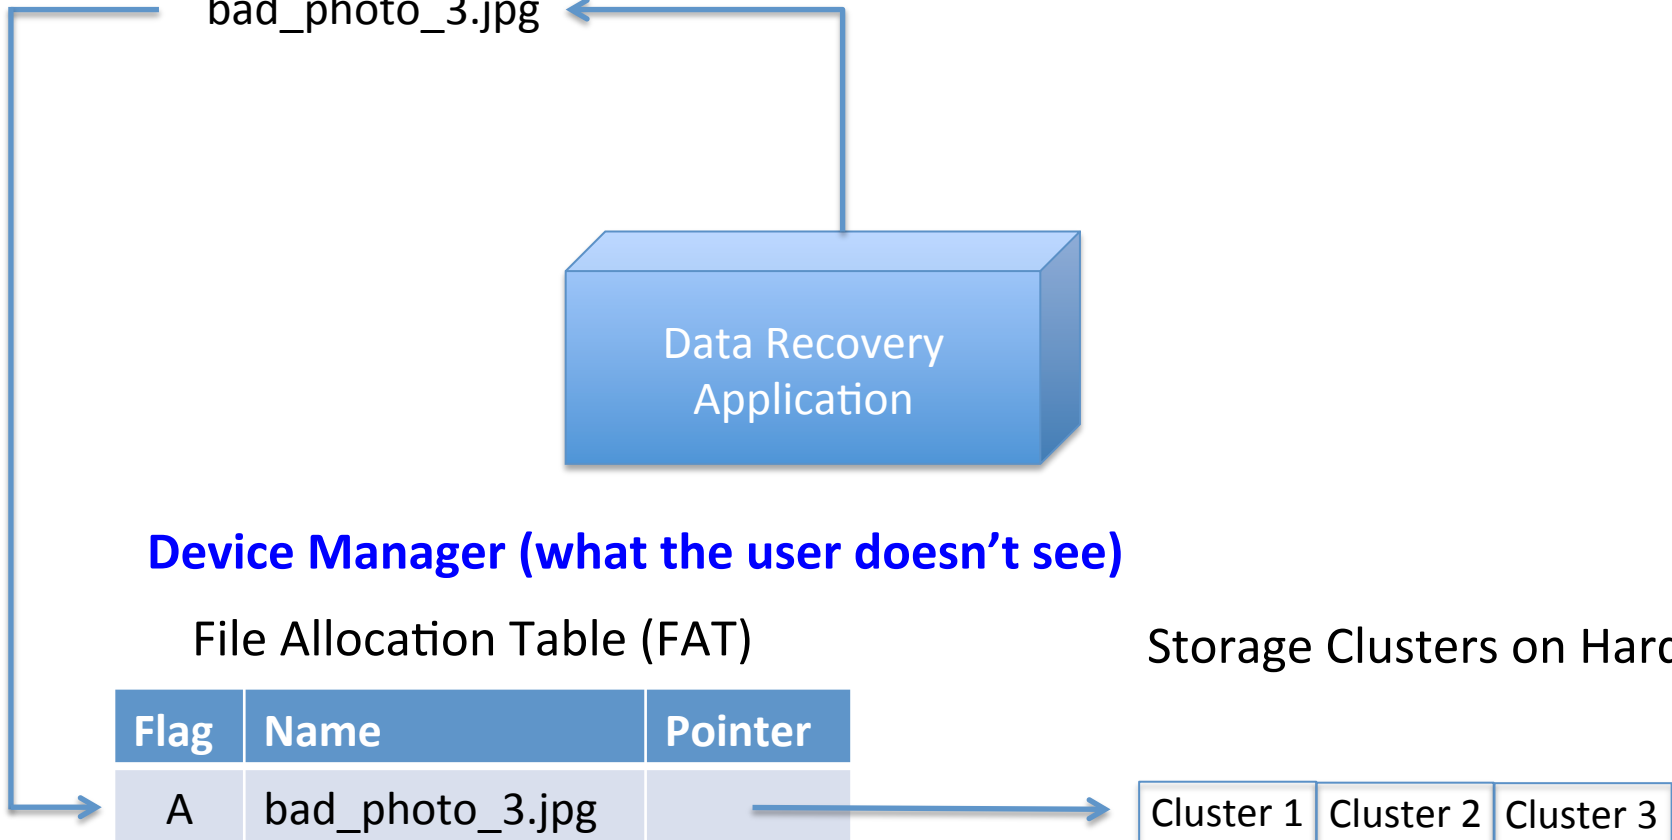 bad_photo_3.jpg
Data Recovery
Application
Device Manager (what the user doesn’t see)
File Allocation Table (FAT)
Storage Clusters on Hard
Flag Name Pointer
A bad_photo_3.jpg
Cluster 1 Cluster 2 Cluster 3